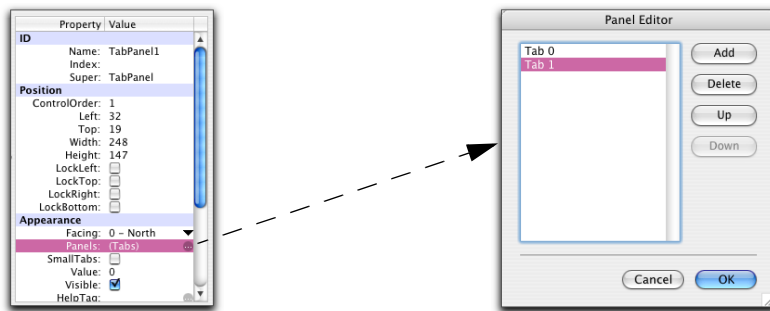 Property Value
ID
Name: TabPanel1
Index:
Super: TabPanel
Position
ControlOrder: 1
Left: 32
Top: 19
Width: 248
Height: 147
LockLeft:
LockTop:
LockRight:
LockBottom:
Appearance
Facing: 0 – North
Panels: (Tabs)
SmallTabs:
Value: 0
Visible:
HelpTag:
Panel Editor
Tab 0
Tab 1
Add
Delete
Up
Down
Cancel
OK